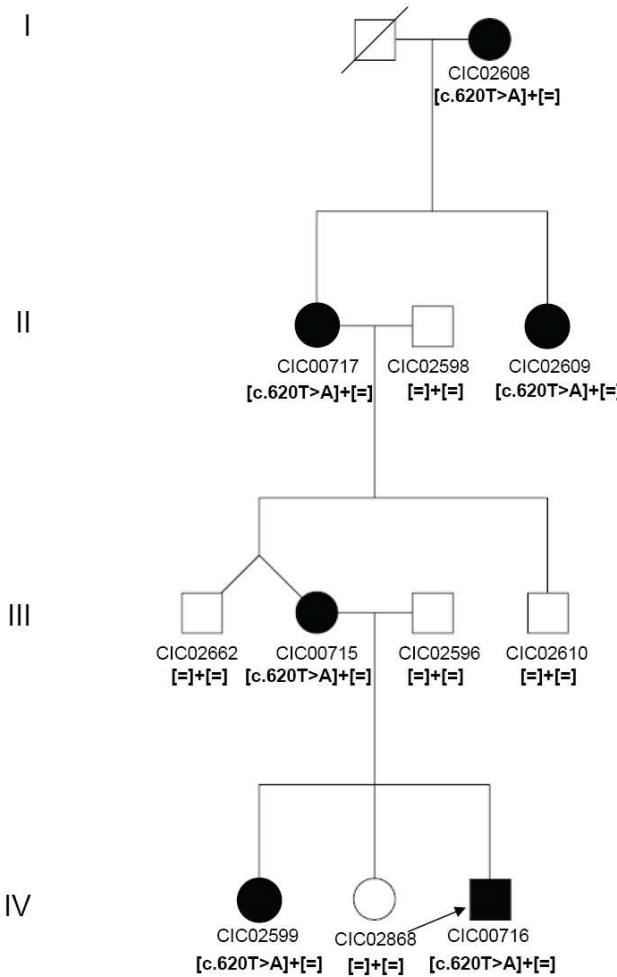 I
CIC02608
[c.620T>A]+[=]
II
CIC00717 CIC02598 CIC02609
[c.620T>A]+[=] [=]+[=] [c.620T>A]+[=]
III
CIC02662 CIC00715 CIC02596 CIC02610
[=]+[=] [c.620T>A]+[=] [=]+[=] [=]+[=]
IV
CIC02599 CIC02868 CIC00716
[c.620T>A]+[=] [=]+[=] [c.620T>A]+[=]